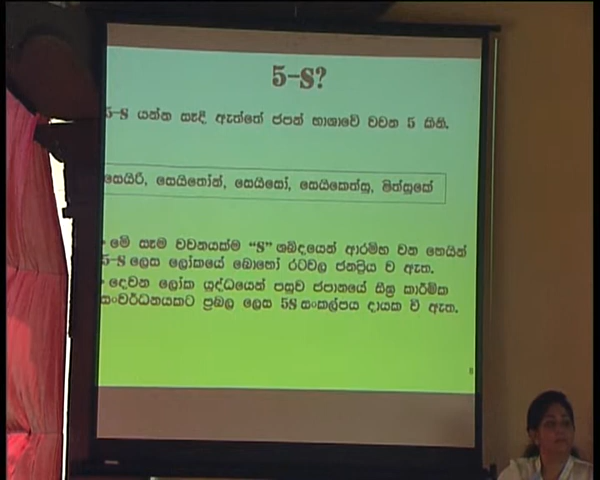 5-S?
5-S යන්න සෑදී ඇත්තේ ජපන් භාශාවේ වචන 5 කිනි.
සෙයිරි, සෙයිතෝන්, සෙයිසෝ, සෙයිකෙත්සු, ෂිත්සුකේ
• මේ සෑම වචනයක්ම “S” ශබ්දයෙන් ආරම්භ වන හෙයින්
5-S ලෙස ලෝකයේ බොහෝ රටවල ජනප්‍රිය ව ඇත.
• දෙවන ලෝක යුද්ධයෙන් පසුව ජපානයේ සීඝ්‍ර කාර්මික
සංවර්ධනයකට ප්‍රබල ලෙස 5S සංකල්පය දායක වී ඇත.
8